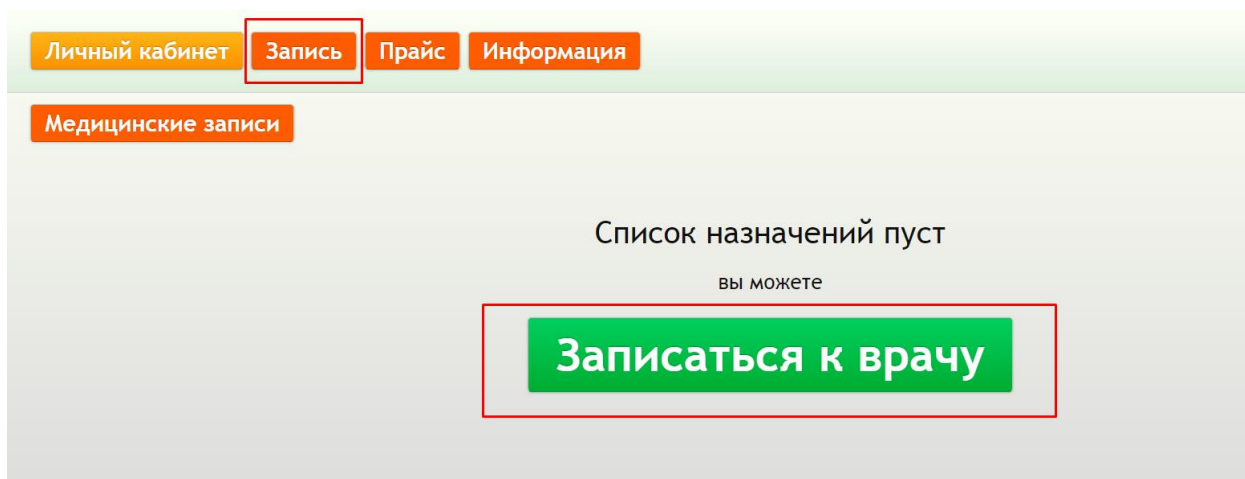 Личный кабинет Запись Прайс Информация
Медицинские записи
Список назначений пуст
вы можете
Записаться к врачу